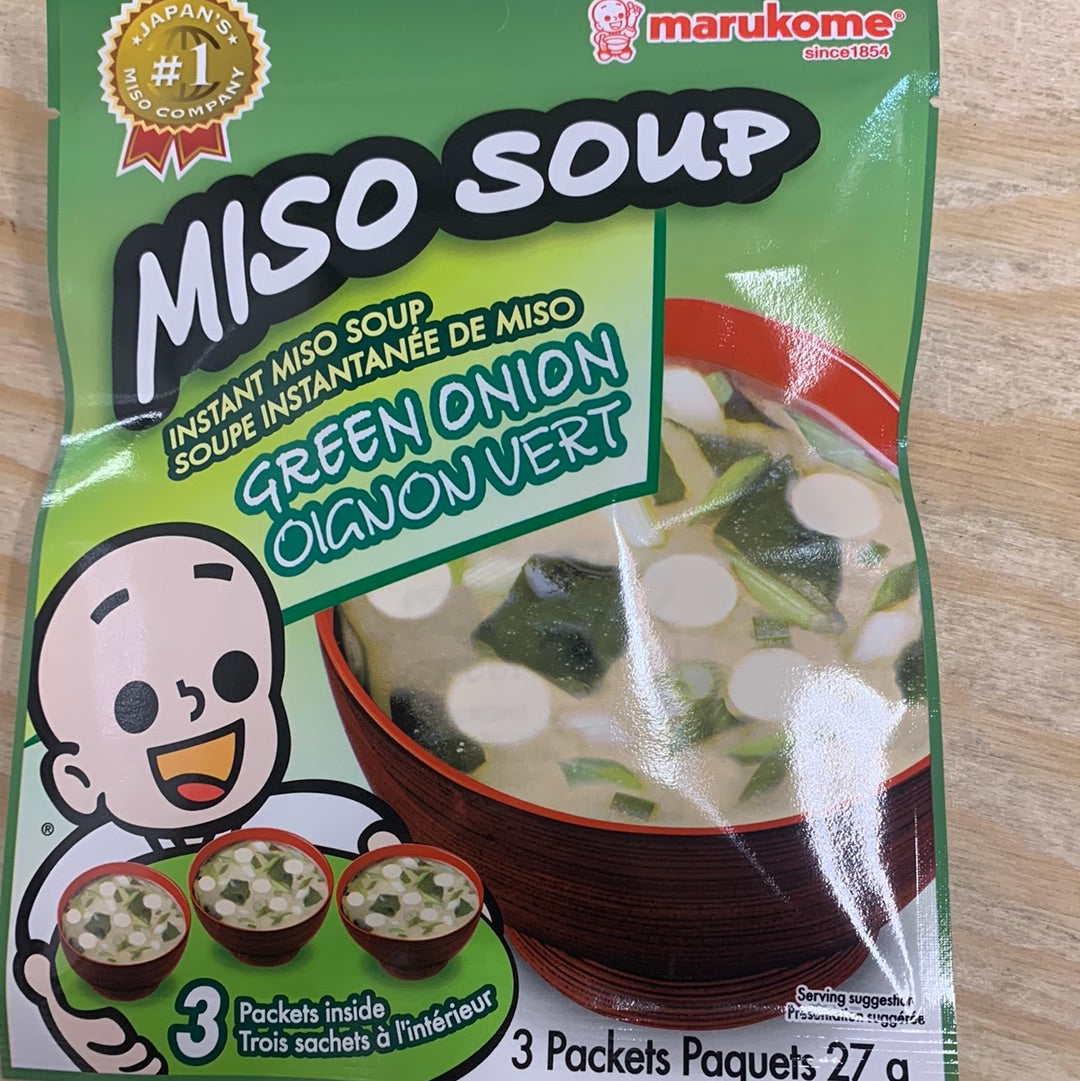 JAPAN'S
#1
MISO COMPANY
marukome®
since1854
MISO SOUP
INSTANT MISO SOUP
SOUPE INSTANTANÉE DE MISO
GREEN ONION
OIGNON VERT
®
3 Packets inside
Trois sachets à l'intérieur
Serving suggestion
Présentation suggérée
3 Packets Paquets 27 g